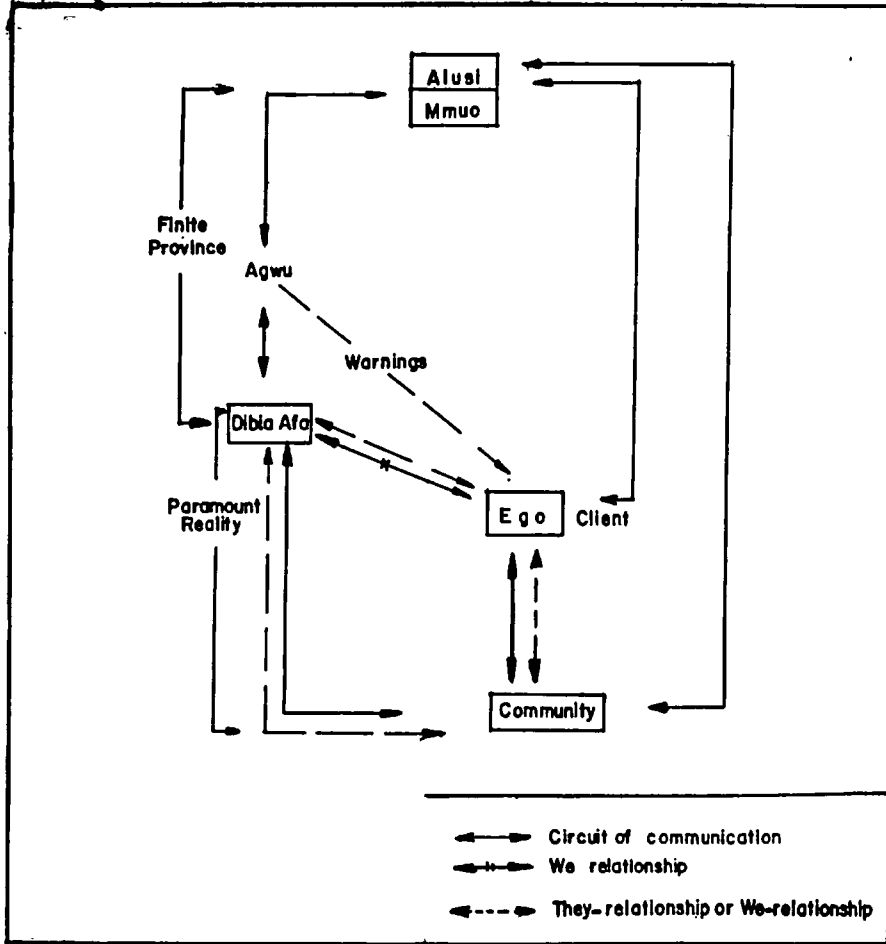 Alusi
Mmuo
Finite
Province
Agwu
Warnings
Dibia Afa
Paramount
Reality
Ego
Client
Community
Circuit of communication
We relationship
They-relationship or We-relationship